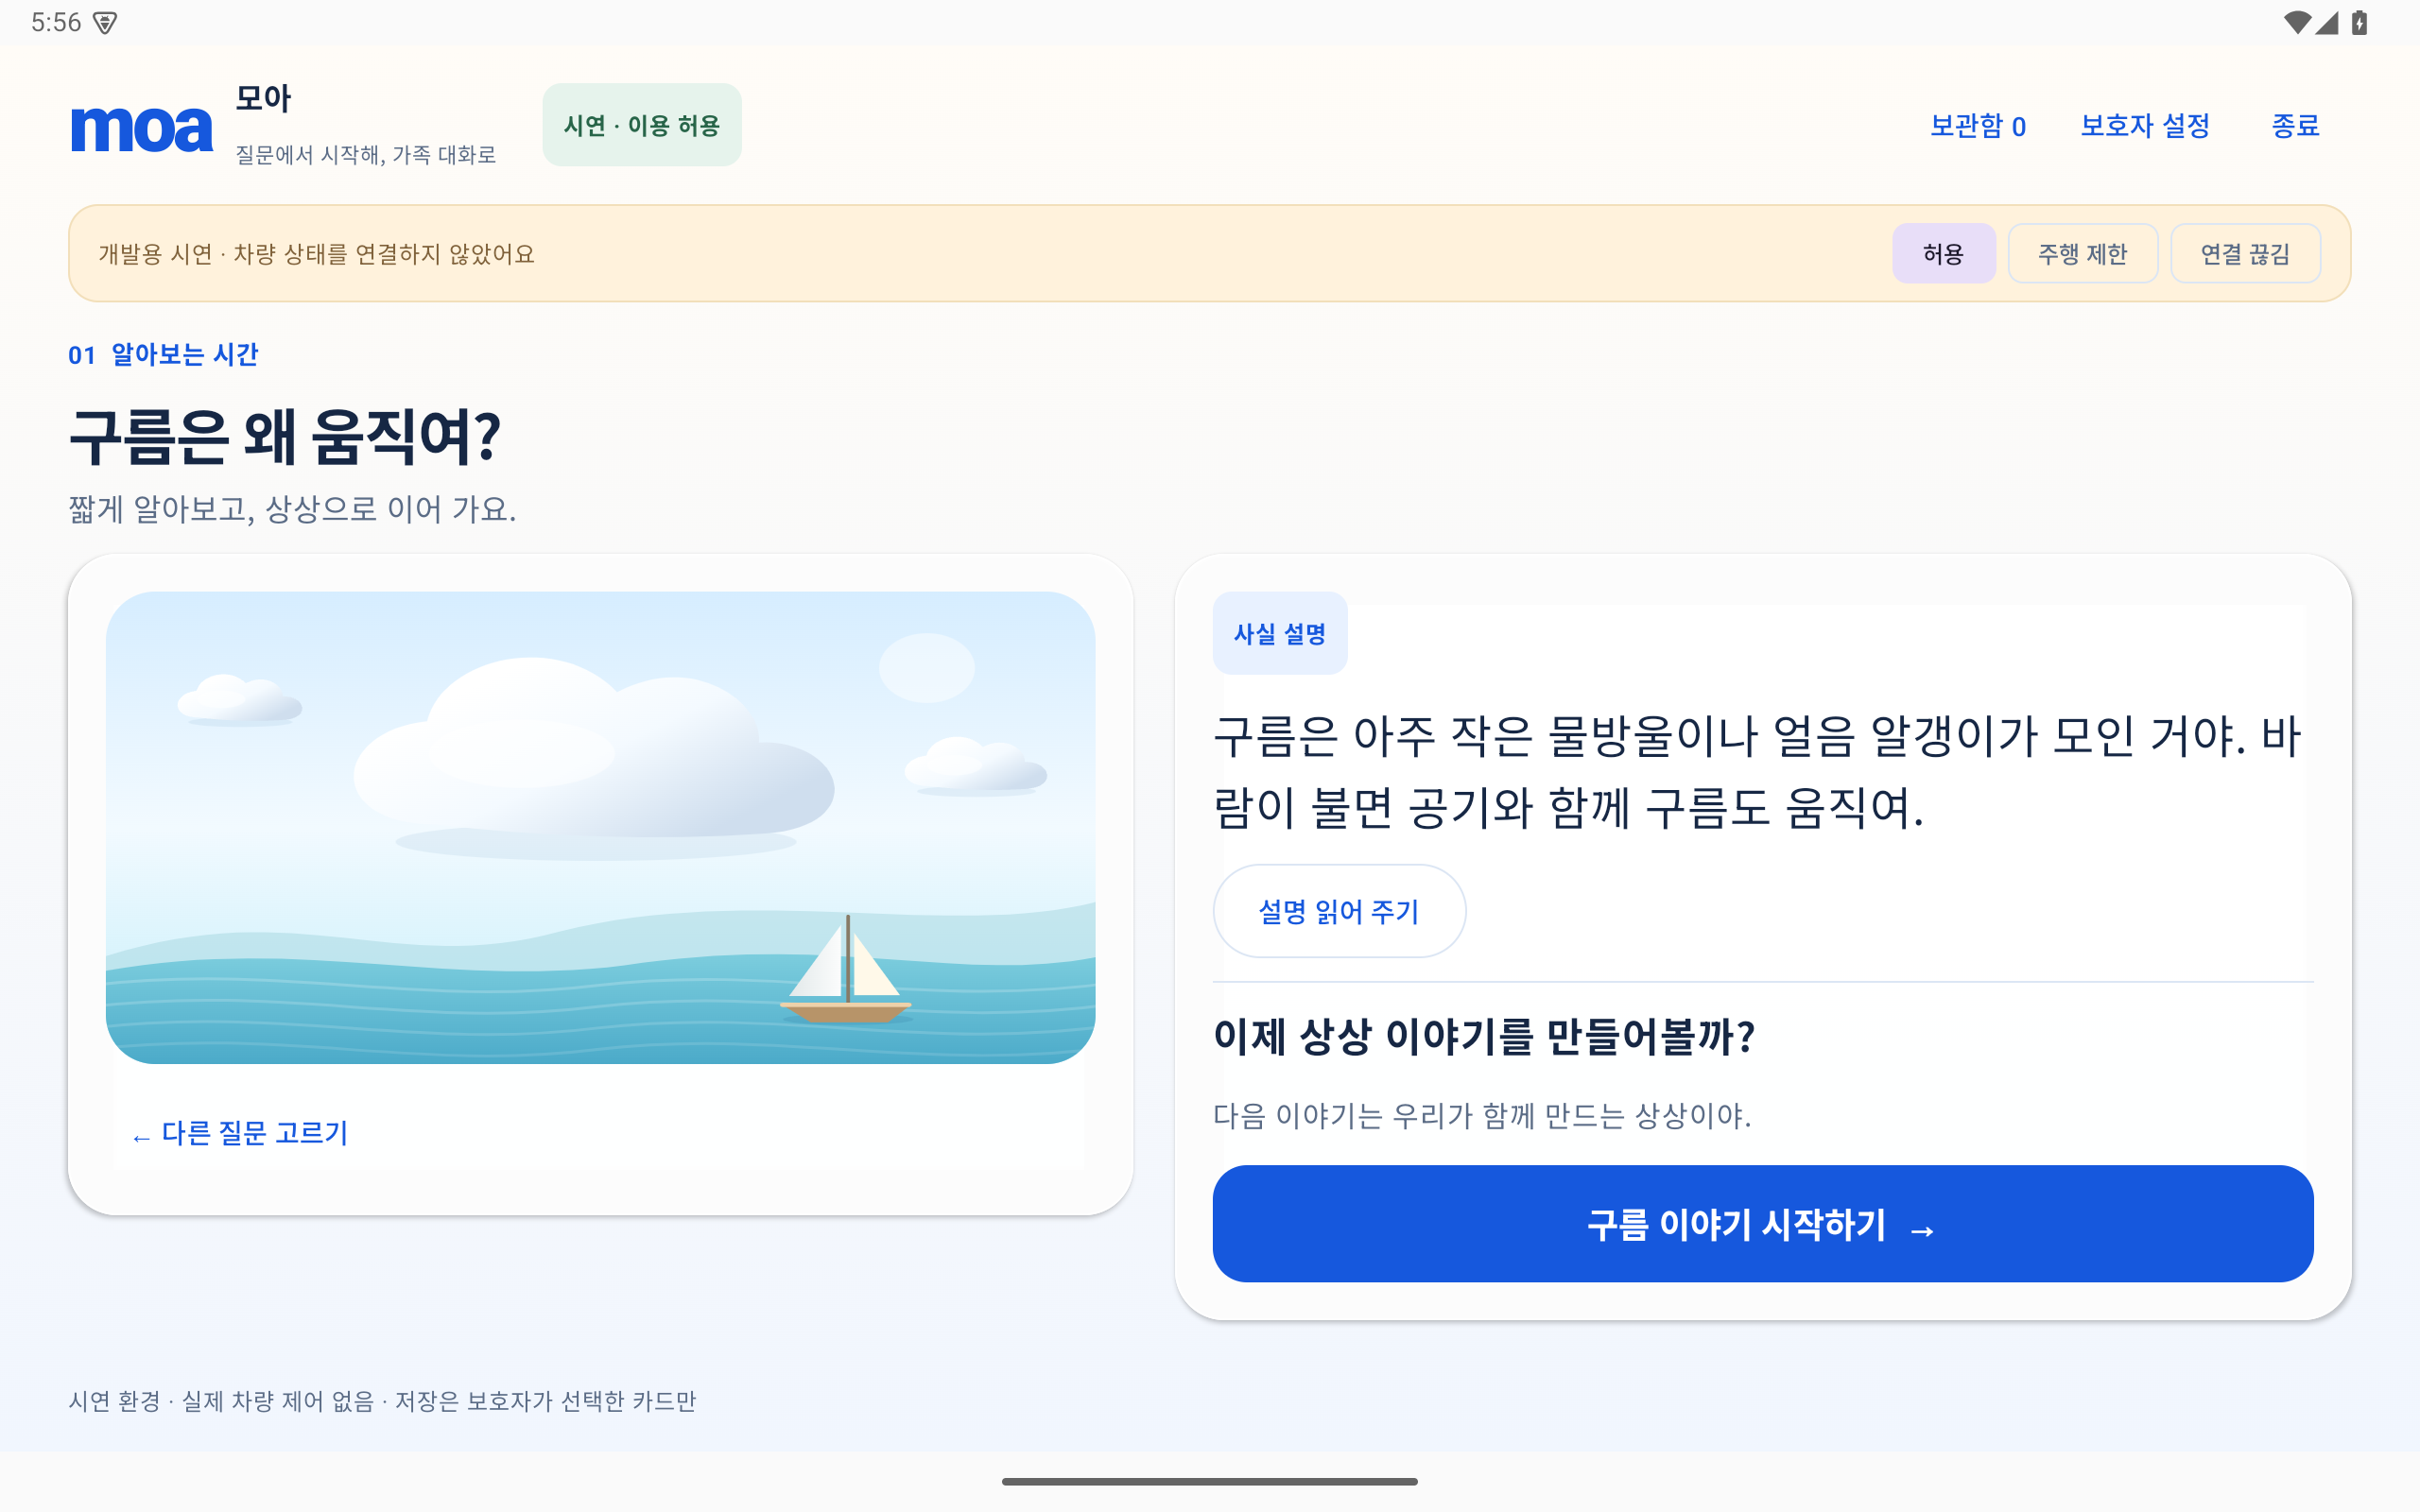 5:56
moa
모아
질문에서 시작해, 가족 대화로
시연 · 이용 허용
보관함 0
보호자 설정
종료
개발용 시연 · 차량 상태를 연결하지 않았어요
허용
주행 제한
연결 끊김
01 알아보는 시간
구름은 왜 움직여?
짧게 알아보고, 상상으로 이어 가요.
← 다른 질문 고르기
사실 설명
구름은 아주 작은 물방울이나 얼음 알갱이가 모인 거야. 바
람이 불면 공기와 함께 구름도 움직여.
설명 읽어 주기
이제 상상 이야기를 만들어볼까?
다음 이야기는 우리가 함께 만드는 상상이야.
구름 이야기 시작하기 →
시연 환경 · 실제 차량 제어 없음 · 저장은 보호자가 선택한 카드만